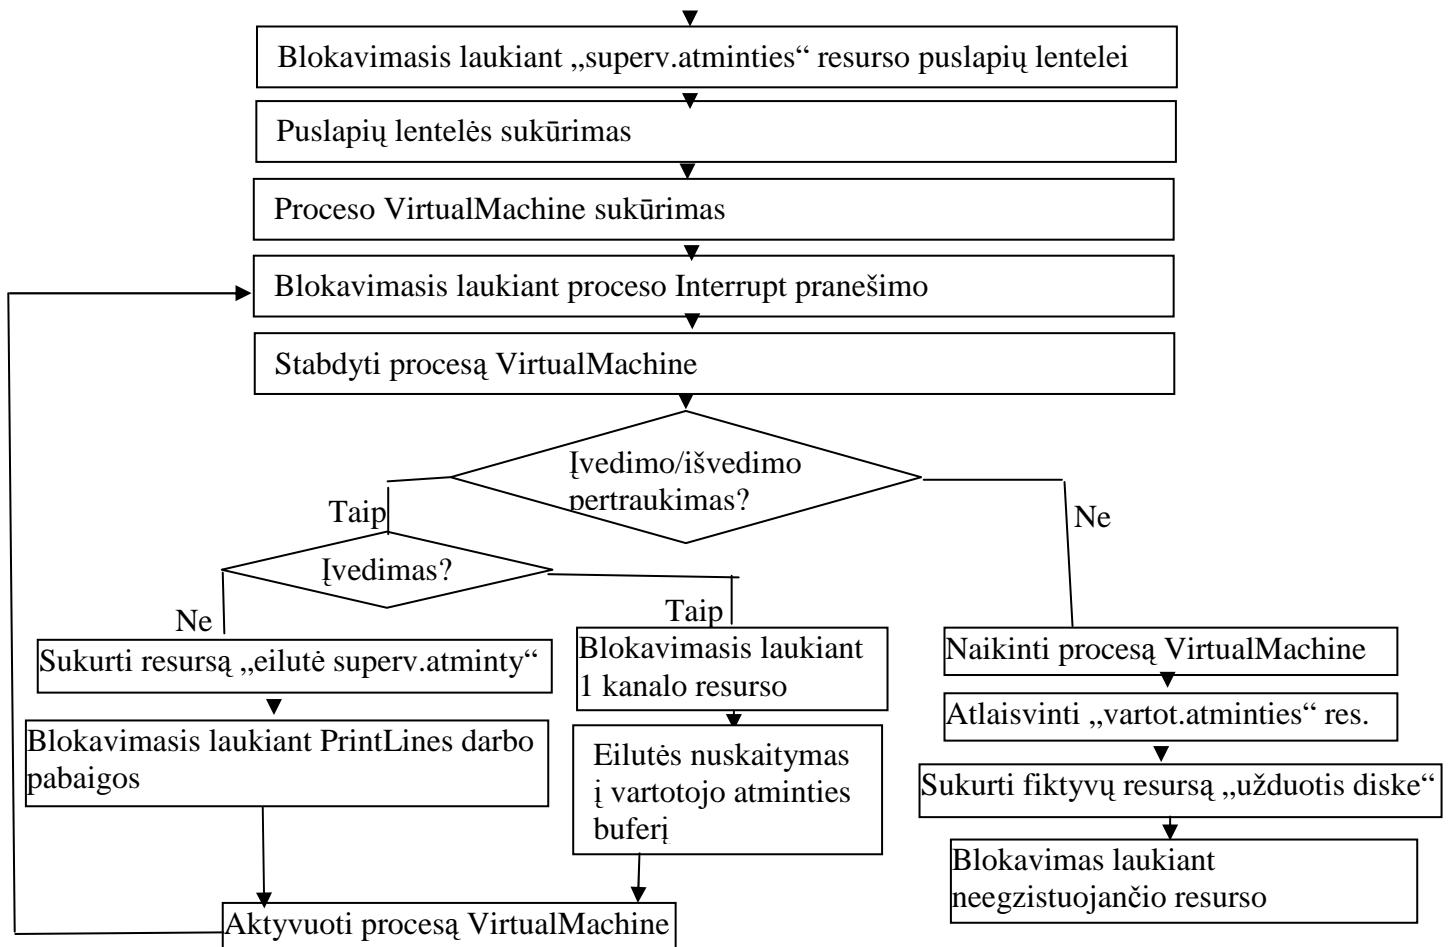 Blokavimasis laukiant „superv.atminties“ resurso puslapių lentelei
Puslapių lentelės sukūrimas
Proceso VirtualMachine sukūrimas
Blokavimasis laukiant proceso Interrupt pranešimo
Stabdyti procesą VirtualMachine
Įvedimo/išvedimo
pertraukimas?
Taip
Ne
Įvedimas?
Ne
Taip
Sukurti resursą „eilutė superv.atminty“
Blokavimasis laukiant
1 kanalo resurso
Naikinti procesą VirtualMachine
Atlaisvinti „vartot.atminties“ res.
Blokavimasis laukiant PrintLines darbo
pabaigos
Eilutės nuskaitymas
į vartotojo atminties
buferį
Sukurti fiktyvų resursą „užduotis diske“
Blokavimas laukiant
neegzistuojančio resurso
Aktyvuoti procesą VirtualMachine